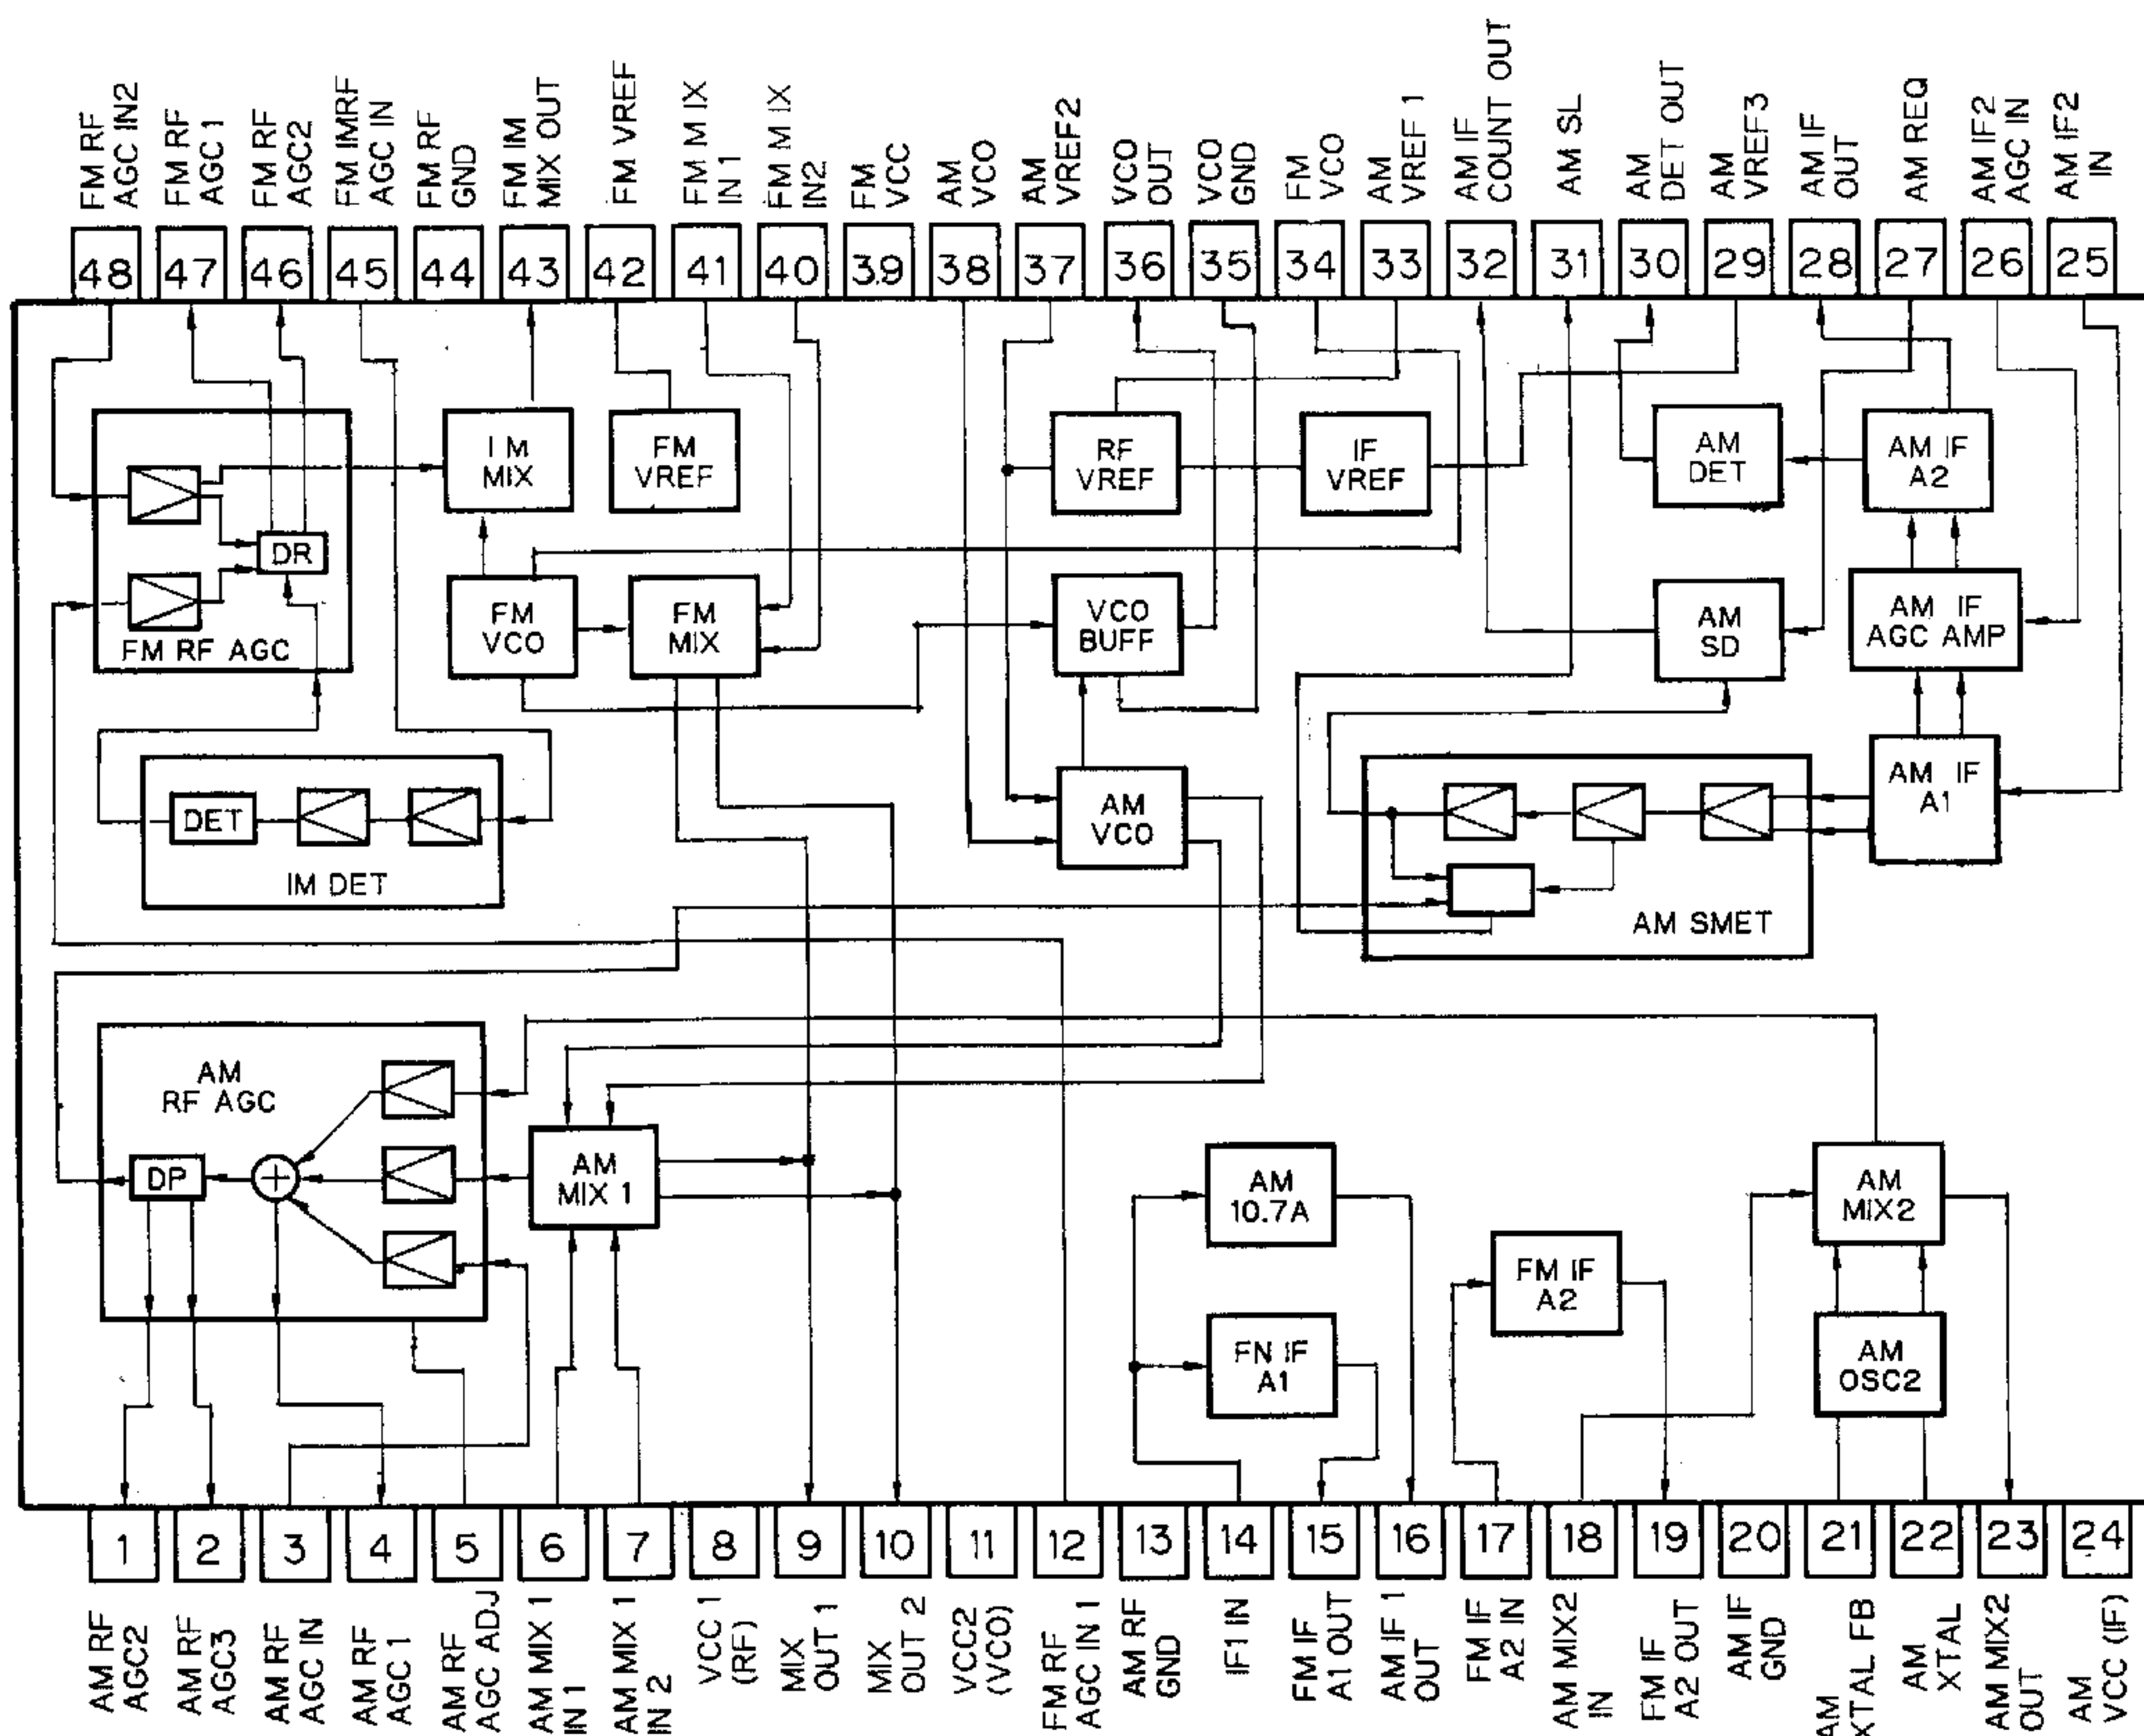 FM RF
AGC IN2
FM RF
AGC 1
FM RF
AGC2
FM IMRF
AGC IN
FM RF
GND
FM IM
MIX OUT
FM VREF
FM MIX
IN1
FM MIX
IN2
FM
VCC
AM
VCO
AM
VREF2
VCO
OUT
VCO
GND
FM
VCO
AM
VREF 1
AM IF
COUNT OUT
AM SL
AM
DET OUT
AM
VREF3
AM IF
OUT
AM REQ
AM IF2
AGC IN
AM IF2
IN
48 47 46 45 44 43 42 41 40 39 38 37 36 35 34 33 32 31 30 29 28 27 26 25
IM
MIX
FM
VREF
RF
VREF
IF
VREF
AM
DET
AM IF
A2
DR
FM RF AGC
FM
VCO
FM
MIX
VCO
BUFF
AM
SD
AM IF
AGC AMP
DET
IM DET
AM
VCO
AM IF
A1
AM SMET
AM
RF AGC
DP
+
AM
MIX 1
AM
10.7A
FN IF
A1
FM IF
A2
AM
MIX2
AM
OSC2
1 2 3 4 5 6 7 8 9 10 11 12 13 14 15 16 17 18 19 20 21 22 23 24
AM RF
AGC2
AM RF
AGC3
AM RF
AGC IN
AM RF
AGC 1
AM RF
AGC ADJ
AM MIX 1
IN 1
AM MIX 1
IN 2
VCC 1
(RF)
MIX
OUT 1
MIX
OUT 2
VCC2
(VCO)
FM RF
AGC IN 1
AM RF
GND
IF1 IN
FM IF
A1 OUT
AM IF 1
OUT
FM IF
A2 IN
AM MIX2
IN
FM IF
A2 OUT
AM IF
GND
AM
XTAL FB
AM
XTAL
AM MIX2
OUT
AM
VCC (IF)